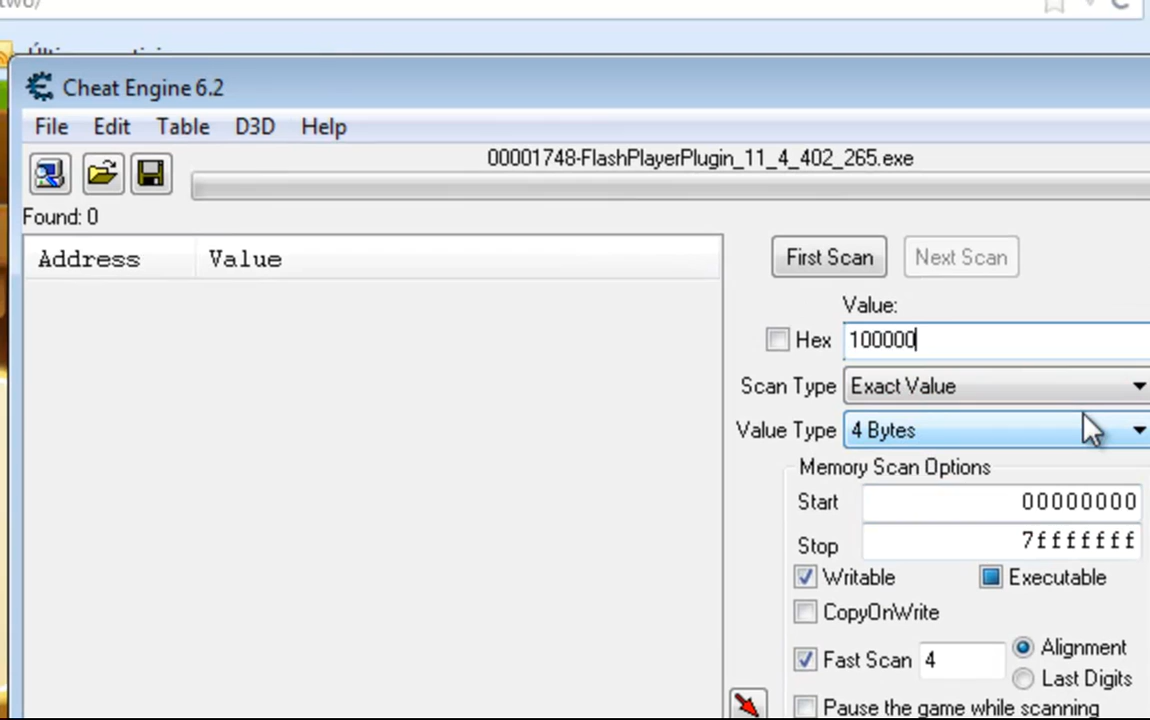 two/
Cheat Engine 6.2
File Edit Table D3D Help
00001748-FlashPlayerPlugin_11_4_402_265.exe
Found: 0
Address Value
First Scan Next Scan
Value:
Hex 100000
Scan Type Exact Value
Value Type 4 Bytes
Memory Scan Options
Start 00000000
Stop 7fffffff
Writable Executable
CopyOnWrite
Fast Scan 4 Alignment
Last Digits
Pause the game while scanning